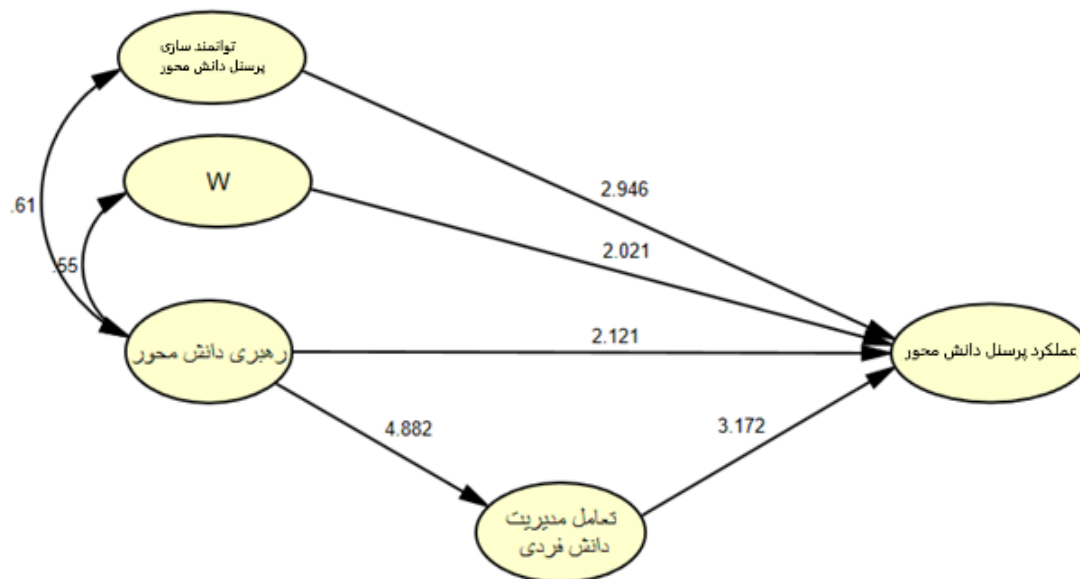 توانمند سازی
پرسنل دانش محور
2.946
W
.61
2.021
.55
رهبری دانش محور
2.121
عملکرد پرسنل دانش محور
4.882
3.172
تعامل مدیریت
دانش فردی